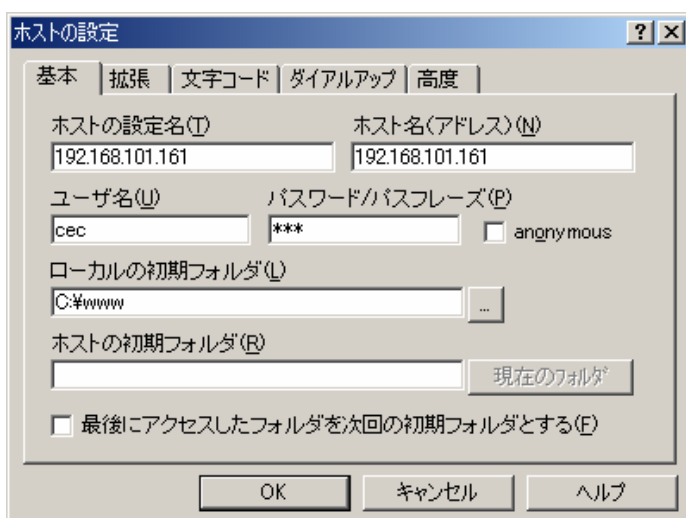 ホストの設定
基本 拡張 文字コード ダイアルアップ 高度
ホストの設定名(T) ホスト名(アドレス)(N)
192.168.101.161 192.168.101.161
ユーザ名(U) パスワード/パスフレーズ(P)
cec *** anonymous
ローカルの初期フォルダ(L)
C:¥www ...
ホストの初期フォルダ(R)
現在のフォルダ
最後にアクセスしたフォルダを次回の初期フォルダとする(F)
OK キャンセル ヘルプ